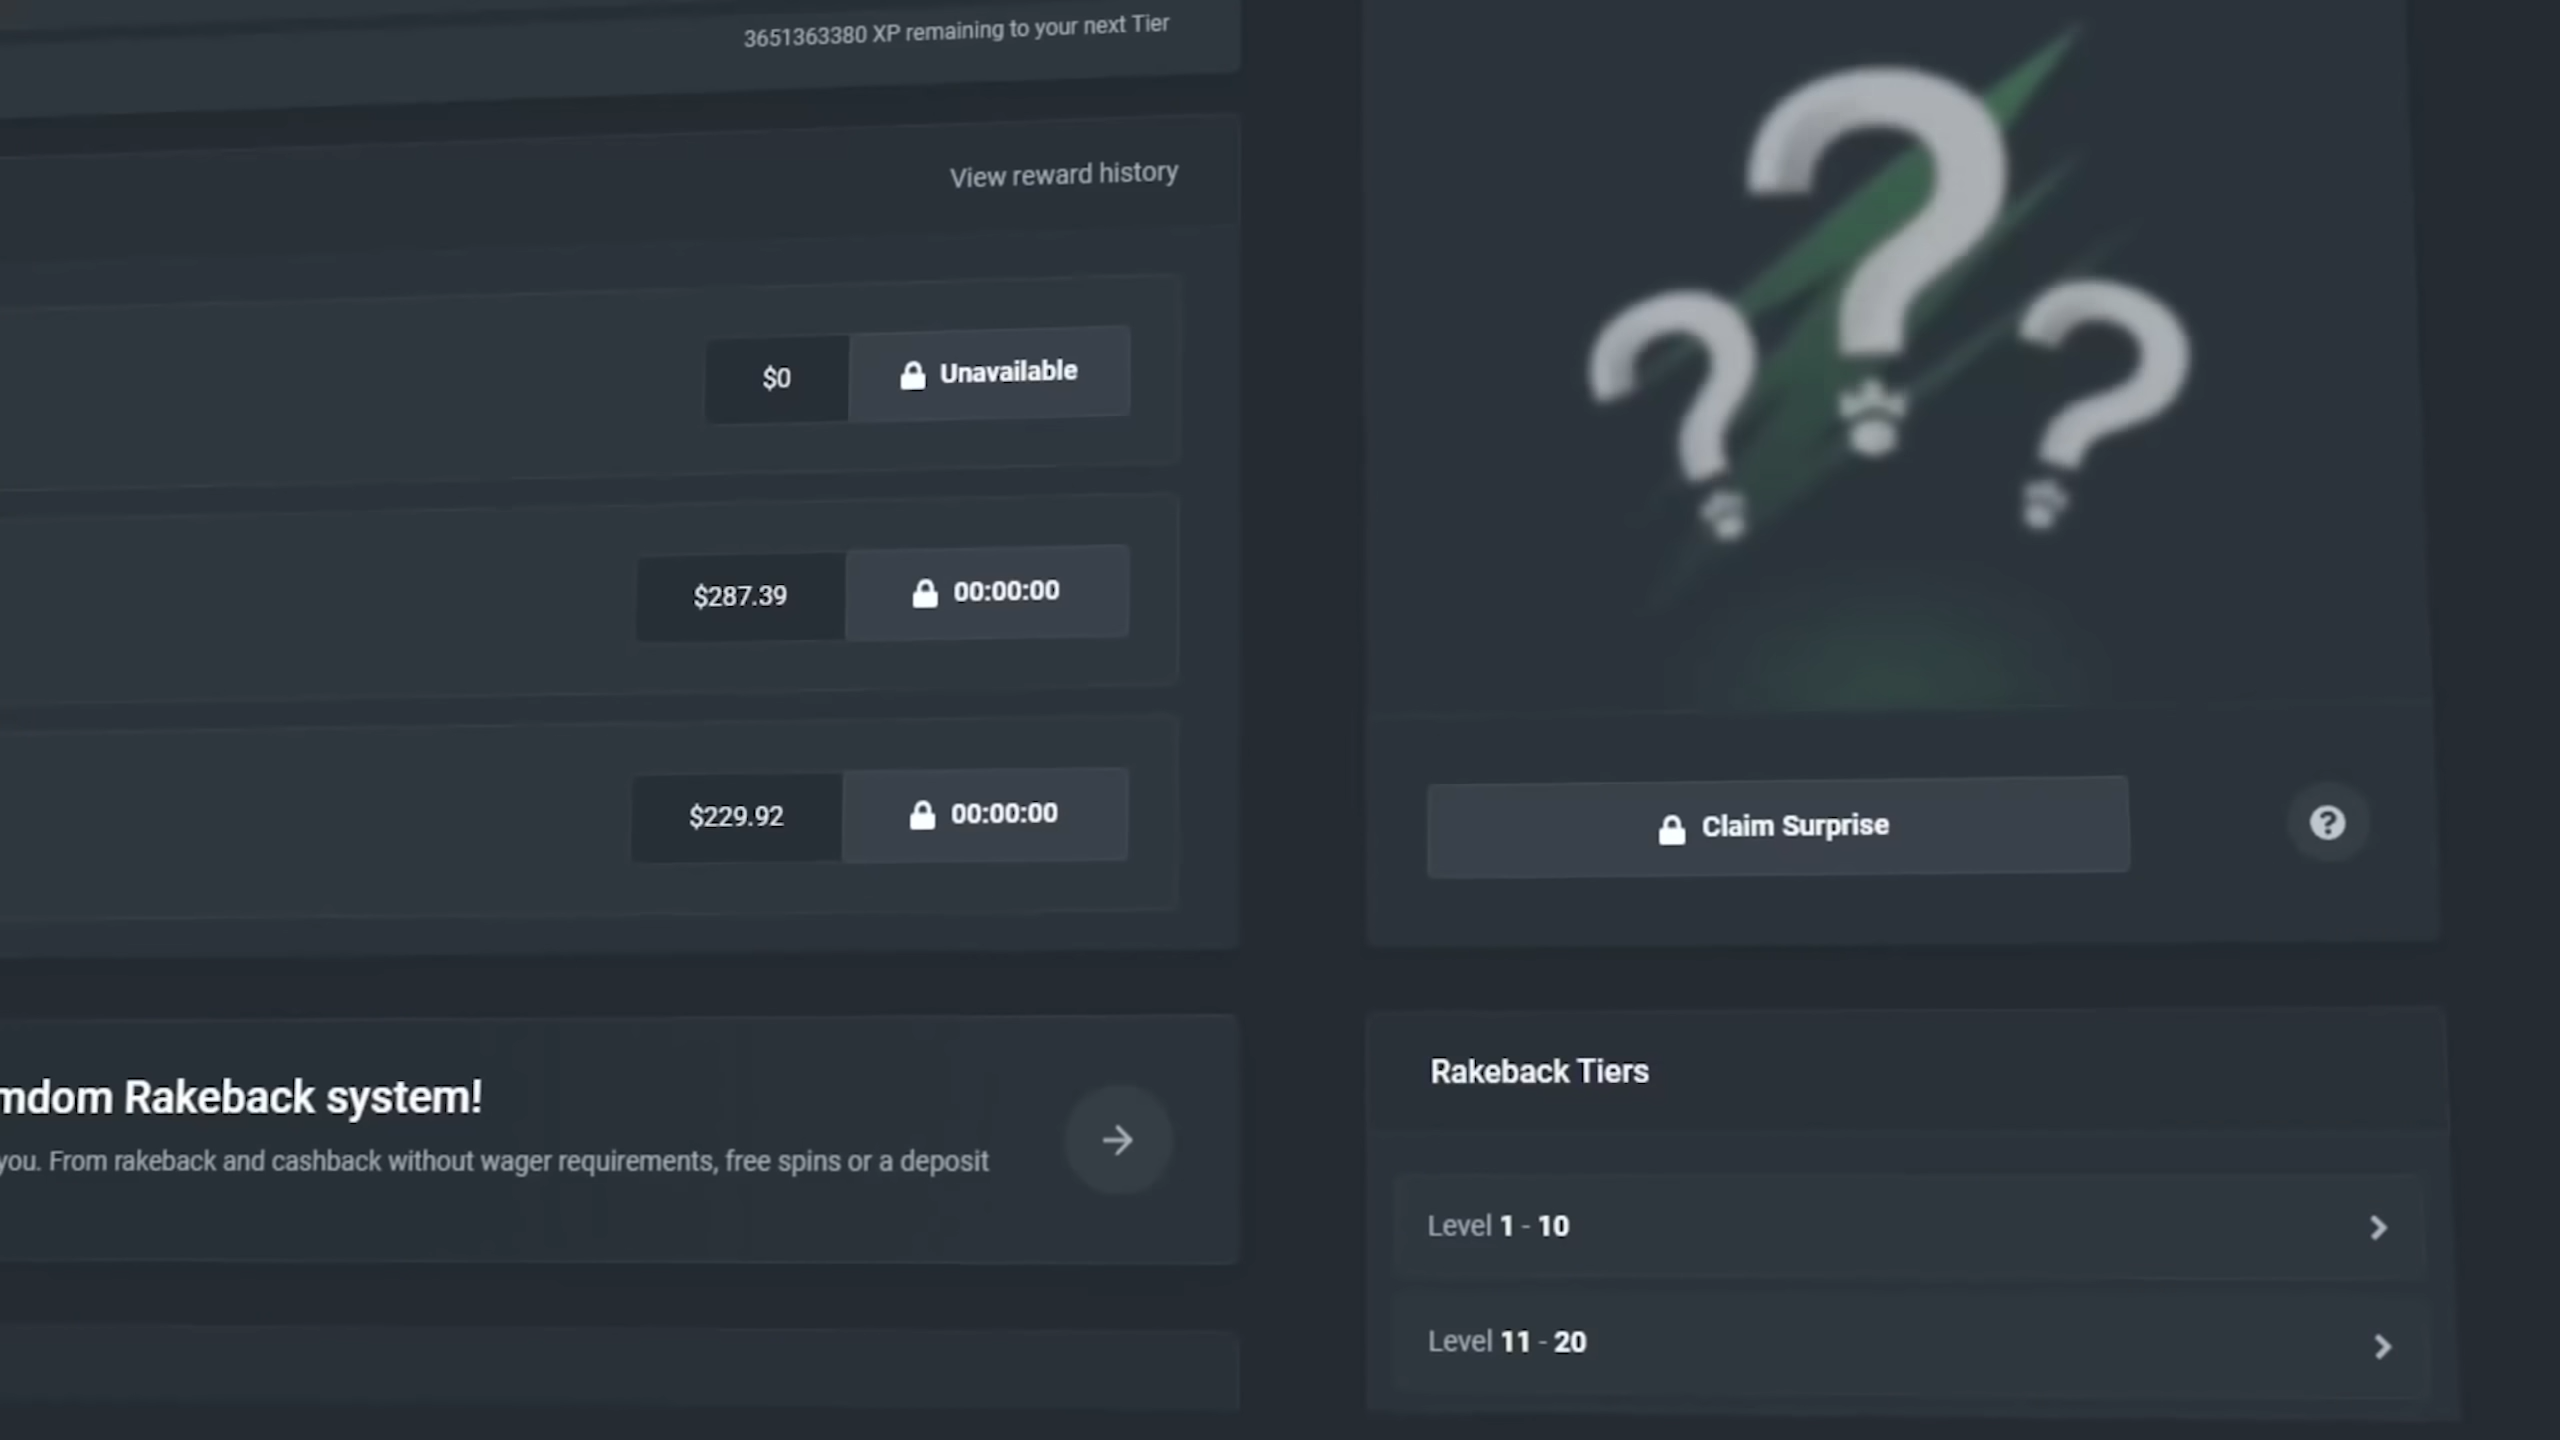 3651363380 XP remaining to your next Tier
View reward history
$0
Unavailable
$287.39
00:00:00
$229.92
00:00:00
Claim Surprise
mdom Rakeback system!
you. From rakeback and cashback without wager requirements, free spins or a deposit
Rakeback Tiers
Level 1 - 10
Level 11 - 20